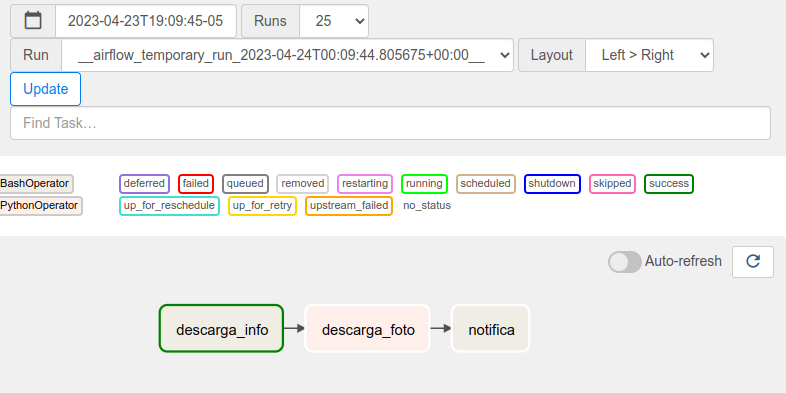 2023-04-23T19:09:45-05 Runs 25
Run __airflow_temporary_run_2023-04-24T00:09:44.805675+00:00__ Layout Left > Right
Update
Find Task…
BashOperator deferred failed queued removed restarting running scheduled shutdown skipped success
PythonOperator up_for_reschedule up_for_retry upstream_failed no_status
Auto-refresh
descarga_info descarga_foto notifica